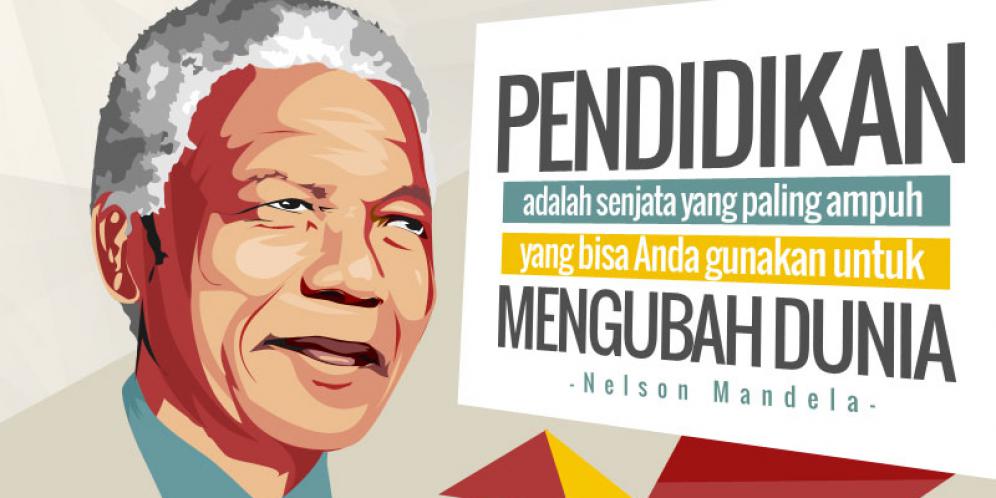 PENDIDIKAN
adalah senjata yang paling ampuh
yang bisa Anda gunakan untuk
MENGUBAH DUNIA
-Nelson Mandela-